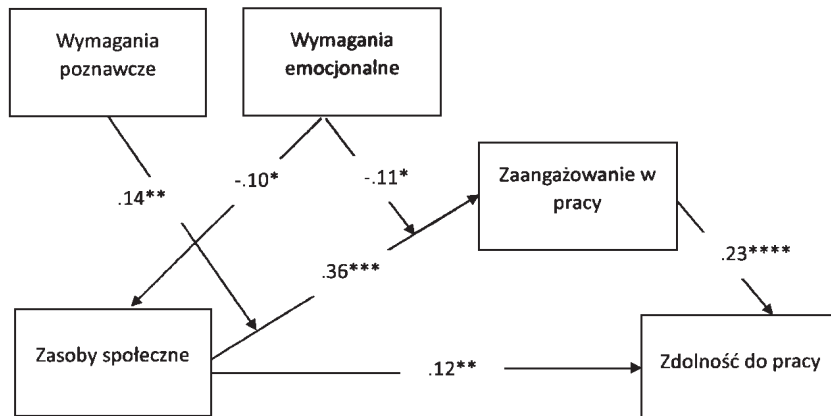 Wymagania
poznawcze
Wymagania
emocjonalne
Zaangażowanie w
pracy
.14**
-.10*
-.11*
.23****
.36***
Zasoby społeczne
.12**
Zdolność do pracy